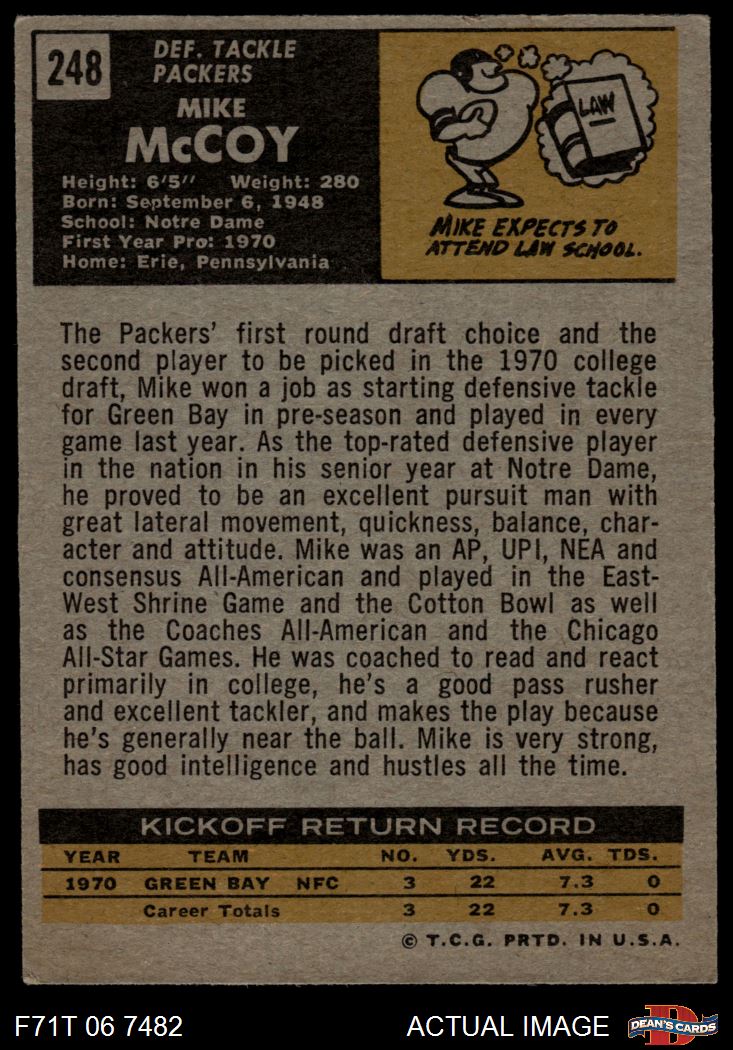 248
DEF. TACKLE
PACKERS
MIKE
McCOY
Height: 6'5" Weight: 280
Born: September 6, 1948
School: Notre Dame
First Year Pro: 1970
Home: Erie, Pennsylvania
LAW
MIKE EXPECTS TO
ATTEND LAW SCHOOL.
The Packers' first round draft choice and the
second player to be picked in the 1970 college
draft, Mike won a job as starting defensive tackle
for Green Bay in pre-season and played in every
game last year. As the top-rated defensive player
in the nation in his senior year at Notre Dame,
he proved to be an excellent pursuit man with
great lateral movement, quickness, balance, char-
acter and attitude. Mike was an AP, UPI, NEA and
consensus All-American and played in the East-
West Shrine Game and the Cotton Bowl as well
as the Coaches All-American and the Chicago
All-Star Games. He was coached to read and react
primarily in college, he's a good pass rusher
and excellent tackler, and makes the play because
he's generally near the ball. Mike is very strong,
has good intelligence and hustles all the time.
KICKOFF RETURN RECORD
YEAR TEAM NO. YDS. AVG. TDS.
1970 GREEN BAY NFC 3 22 7.3 0
Career Totals 3 22 7.3 0
© T.C.G. PRTD. IN U.S.A.
F71T 06 7482 ACTUAL IMAGE
D
DEAN'S CARDS